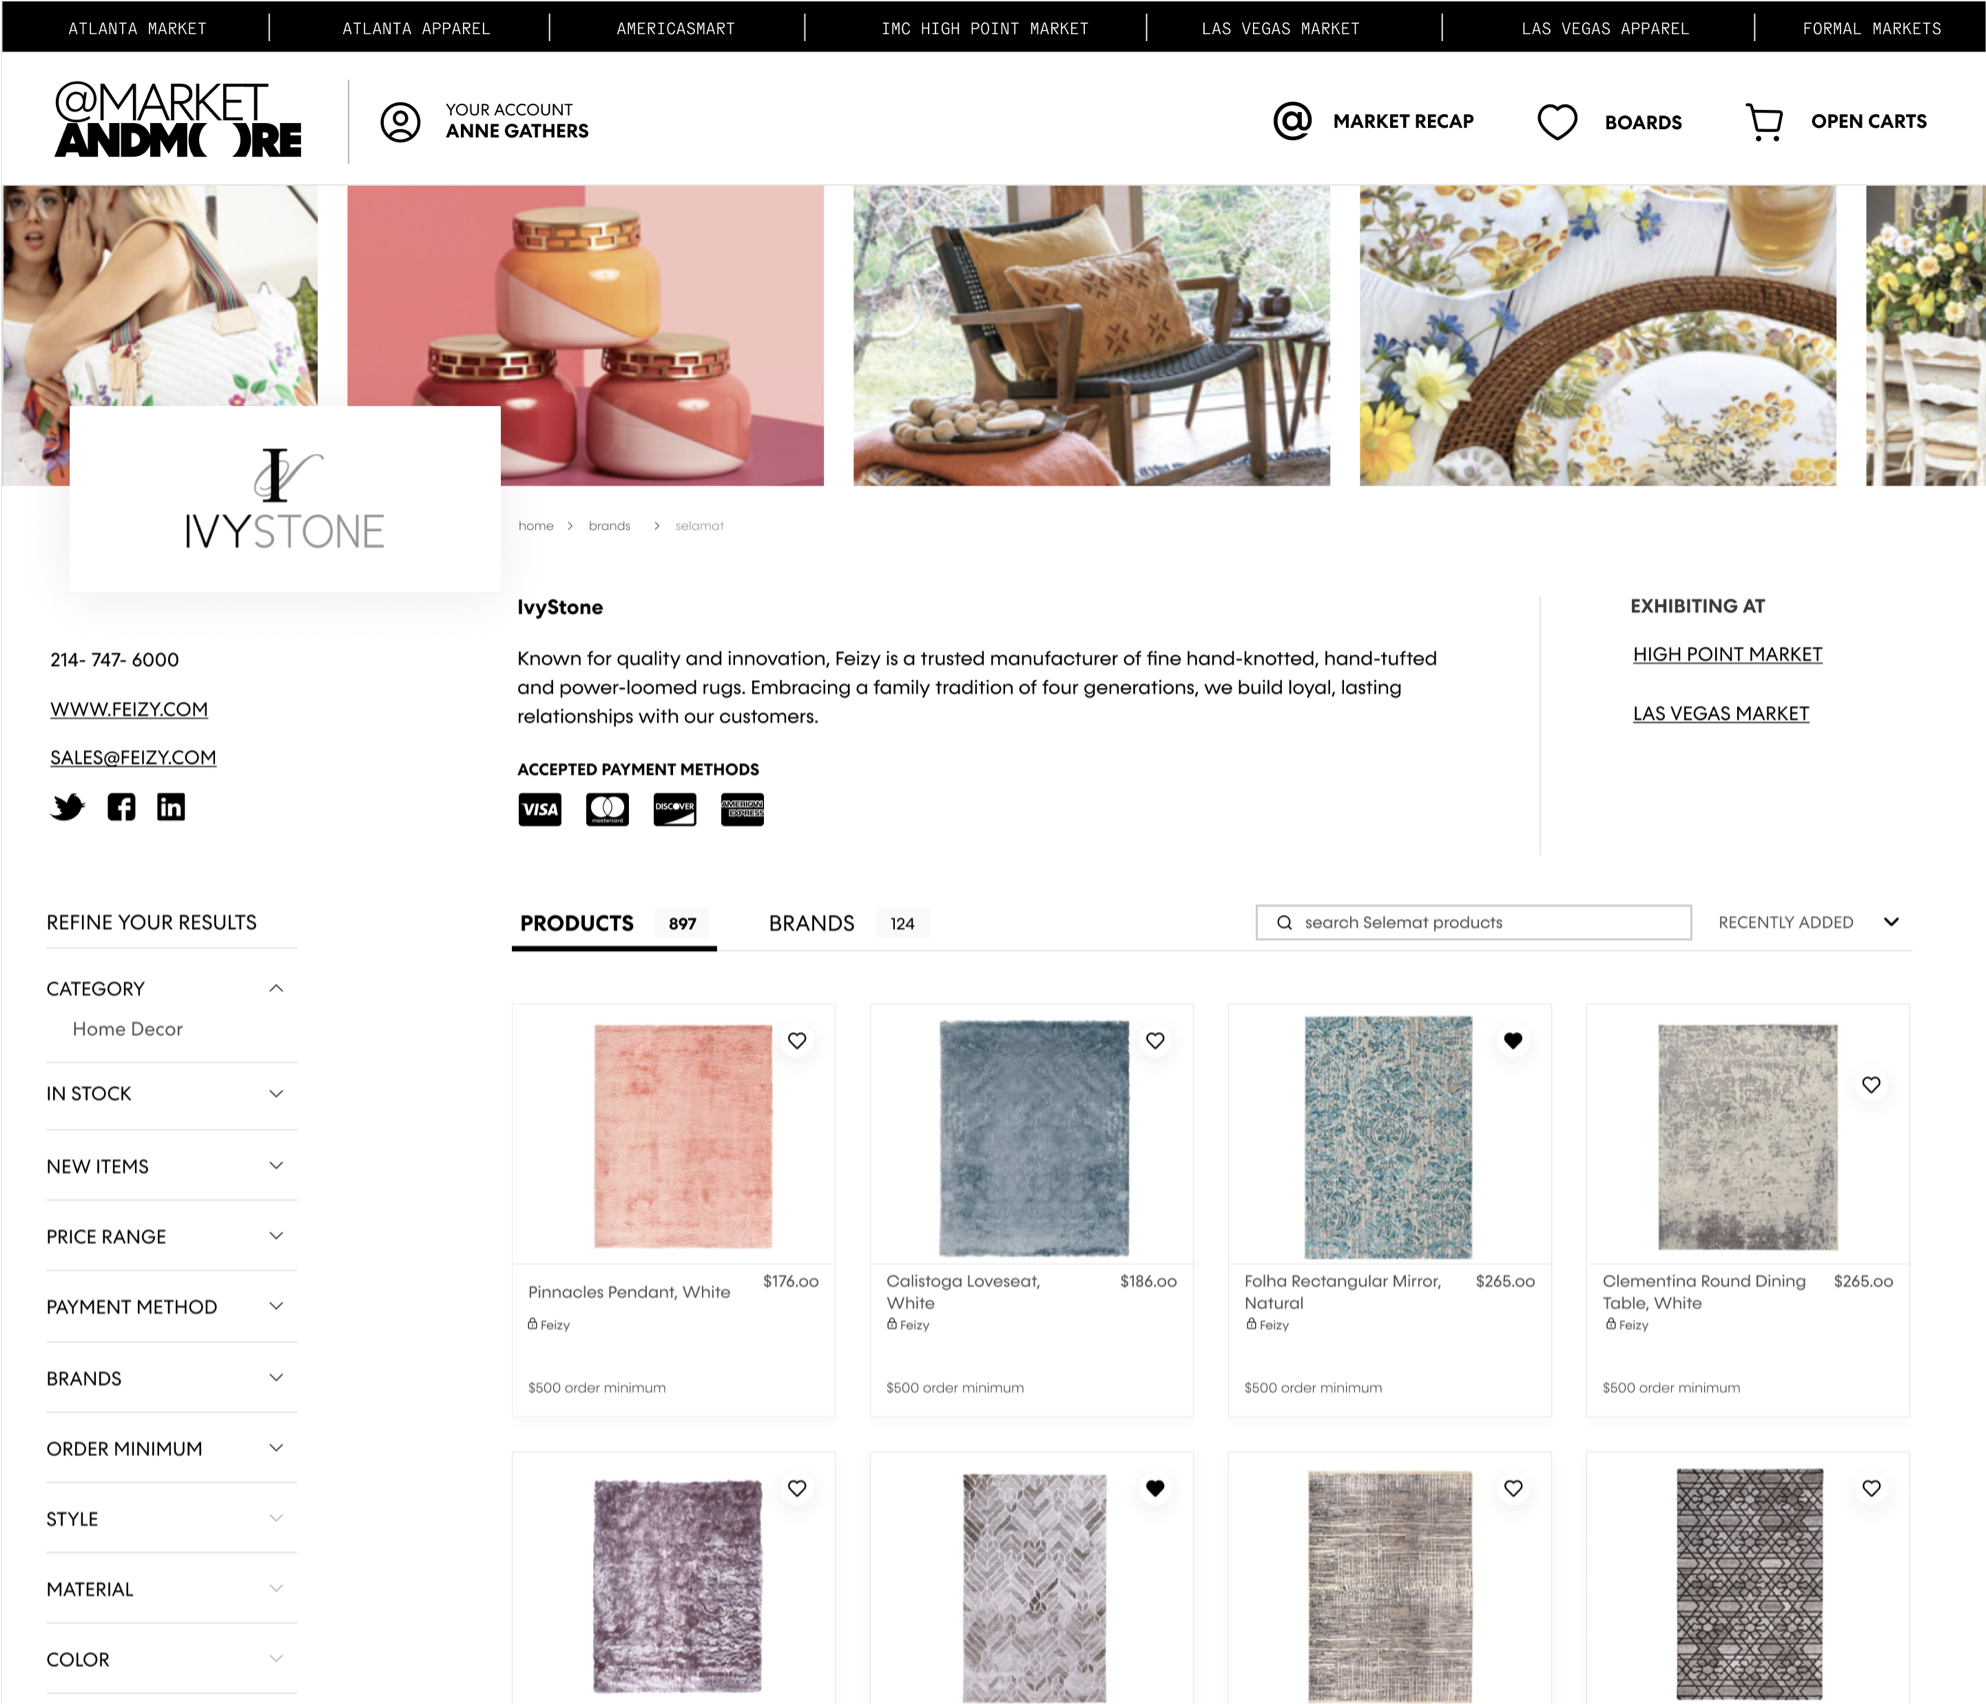 ATLANTA MARKET
ATLANTA APPAREL
AMERICASMART
IMC HIGH POINT MARKET
LAS VEGAS MARKET
LAS VEGAS APPAREL
FORMAL MARKETS
@MARKET
ANDM( )RE
YOUR ACCOUNT
ANNE GATHERS
MARKET RECAP
BOARDS
OPEN CARTS
IV
IVYSTONE
home > brands > selamat
IvyStone
Known for quality and innovation, Feizy is a trusted manufacturer of fine hand-knotted, hand-tufted
and power-loomed rugs. Embracing a family tradition of four generations, we build loyal, lasting
relationships with our customers.
ACCEPTED PAYMENT METHODS
VISA
mastercard
DISCOVER
AMERICAN
EXPRESS
EXHIBITING AT
HIGH POINT MARKET
LAS VEGAS MARKET
214- 747- 6000
WWW.FEIZY.COM
SALES@FEIZY.COM
REFINE YOUR RESULTS
CATEGORY
Home Decor
IN STOCK
NEW ITEMS
PRICE RANGE
PAYMENT METHOD
BRANDS
ORDER MINIMUM
STYLE
MATERIAL
COLOR
PRODUCTS 897
BRANDS 124
search Selemat products
RECENTLY ADDED
Pinnacles Pendant, White
$176.00
Feizy
$500 order minimum
Calistoga Loveseat,
White
$186.00
Feizy
$500 order minimum
Folha Rectangular Mirror,
Natural
$265.00
Feizy
$500 order minimum
Clementina Round Dining
Table, White
$265.00
Feizy
$500 order minimum